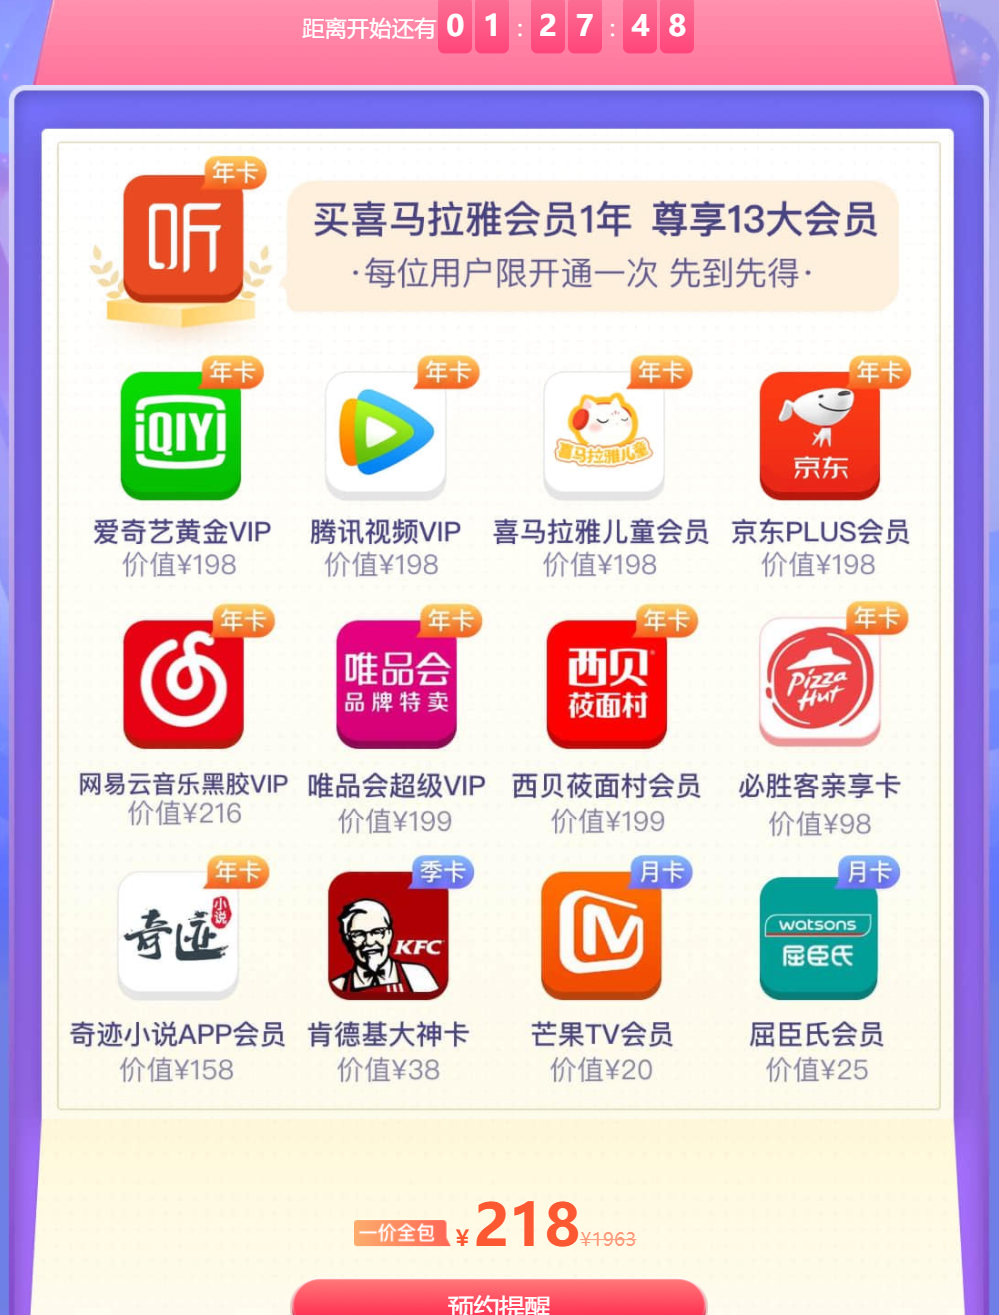 距离开始还有 01:27:48
年卡
听
买喜马拉雅会员1年 尊享13大会员
·每位用户限开通一次 先到先得·
年卡 年卡 年卡 年卡
iQIYI
喜马拉雅儿童
京东
爱奇艺黄金VIP 腾讯视频VIP 喜马拉雅儿童会员 京东PLUS会员
价值¥198 价值¥198 价值¥198 价值¥198
年卡 年卡 年卡 年卡
唯品会
品牌特卖
西贝
莜面村
Pizza
Hut
网易云音乐黑胶VIP 唯品会超级VIP 西贝莜面村会员 必胜客亲享卡
价值¥216 价值¥199 价值¥199 价值¥98
年卡 季卡 月卡 月卡
奇迹
小说
KFC
watsons
屈臣氏
奇迹小说APP会员 肯德基大神卡 芒果TV会员 屈臣氏会员
价值¥158 价值¥38 价值¥20 价值¥25
一价全包 ¥218 ¥1963
预约提醒